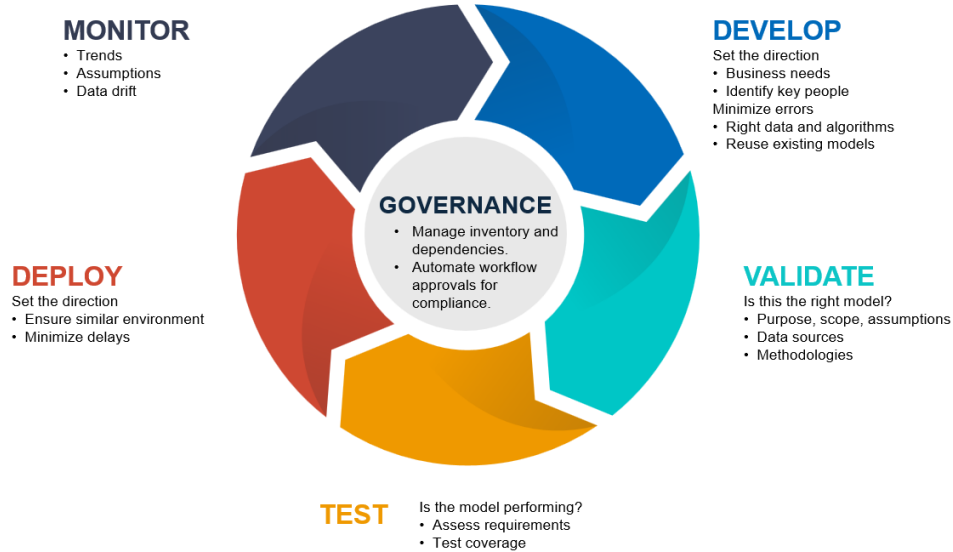 MONITOR
• Trends
• Assumptions
• Data drift
DEVELOP
Set the direction
• Business needs
• Identify key people
Minimize errors
• Right data and algorithms
• Reuse existing models
GOVERNANCE
• Manage inventory and
dependencies.
• Automate workflow
approvals for
compliance.
DEPLOY
Set the direction
• Ensure similar environment
• Minimize delays
VALIDATE
Is this the right model?
• Purpose, scope, assumptions
• Data sources
• Methodologies
TEST
Is the model performing?
• Assess requirements
• Test coverage